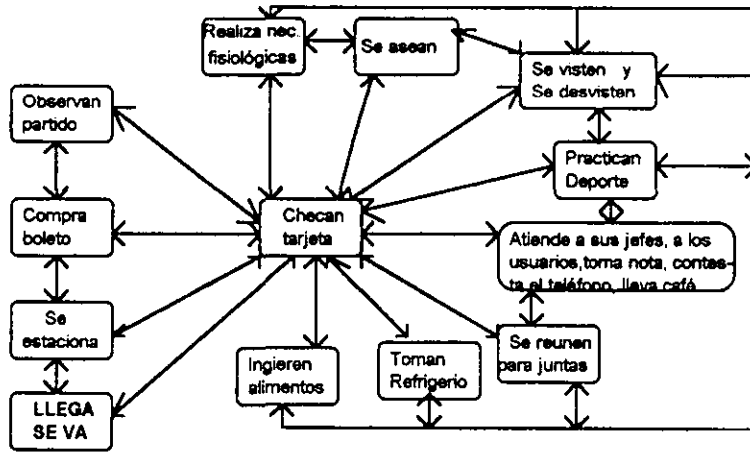 Realiza nec.
fisiológicas
Se asean
Se visten y
Se desvisten
Observan
partido
Practican
Deporte
Compra
boleto
Checan
tarjeta
Atiende a sus jefes, a los
usuarios,toma nota, contes-
ta el teléfono, lleva café
Se
estaciona
Ingieren
alimentos
Toman
Refrigerio
Se reunen
para juntas
LLEGA
SE VA